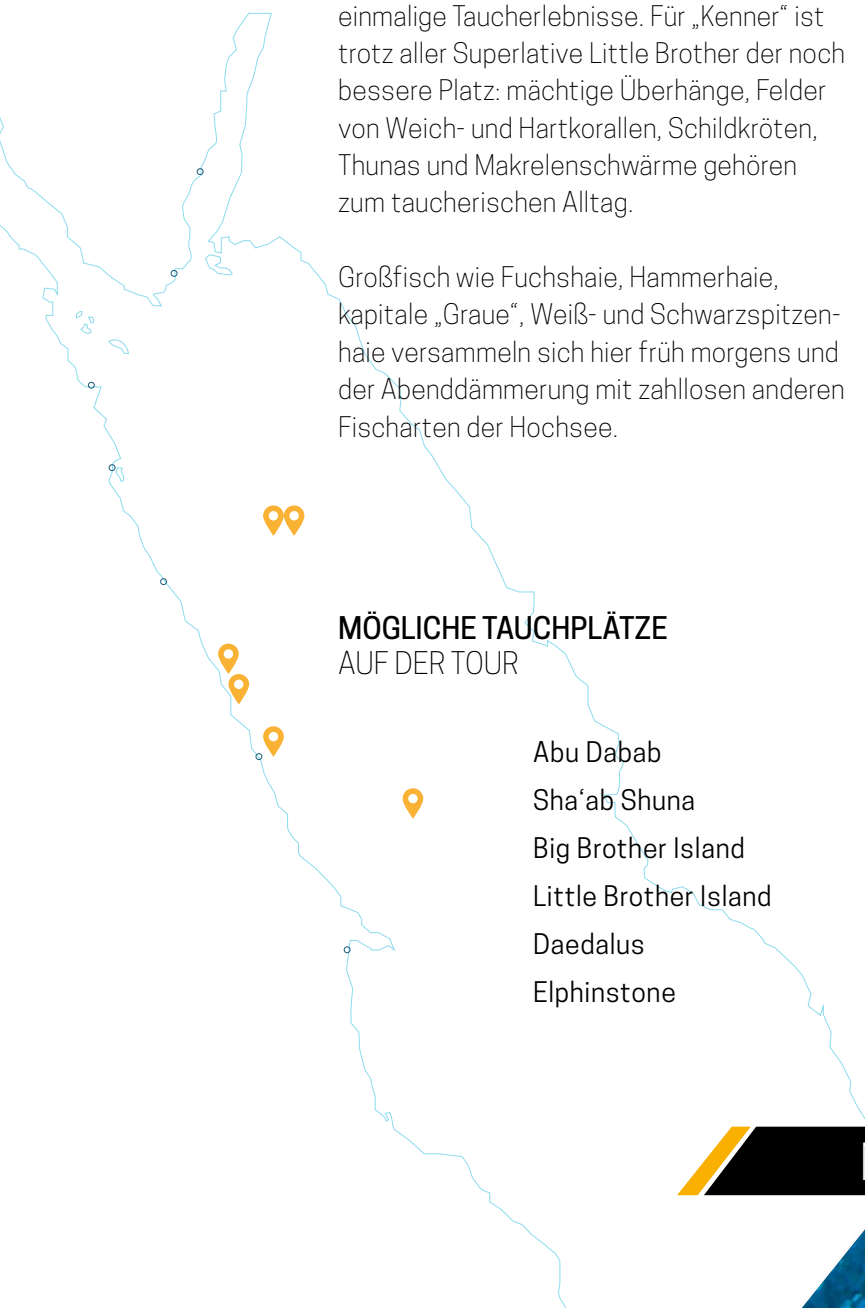 einmalige Taucherlebnisse. Für „Kenner“ ist
trotz aller Superlative Little Brother der noch
bessere Platz: mächtige Überhänge, Felder
von Weich- und Hartkorallen, Schildkröten,
Thunas und Makrelenschwärme gehören
zum taucherischen Alltag.
Großfisch wie Fuchshaie, Hammerhaie,
kapitale „Graue“, Weiß- und Schwarzspitzen-
haie versammeln sich hier früh morgens und
der Abenddämmerung mit zahllosen anderen
Fischarten der Hochsee.
MÖGLICHE TAUCHPLÄTZE
AUF DER TOUR
Abu Dabab
Sha‘ab Shuna
Big Brother Island
Little Brother Island
Daedalus
Elphinstone